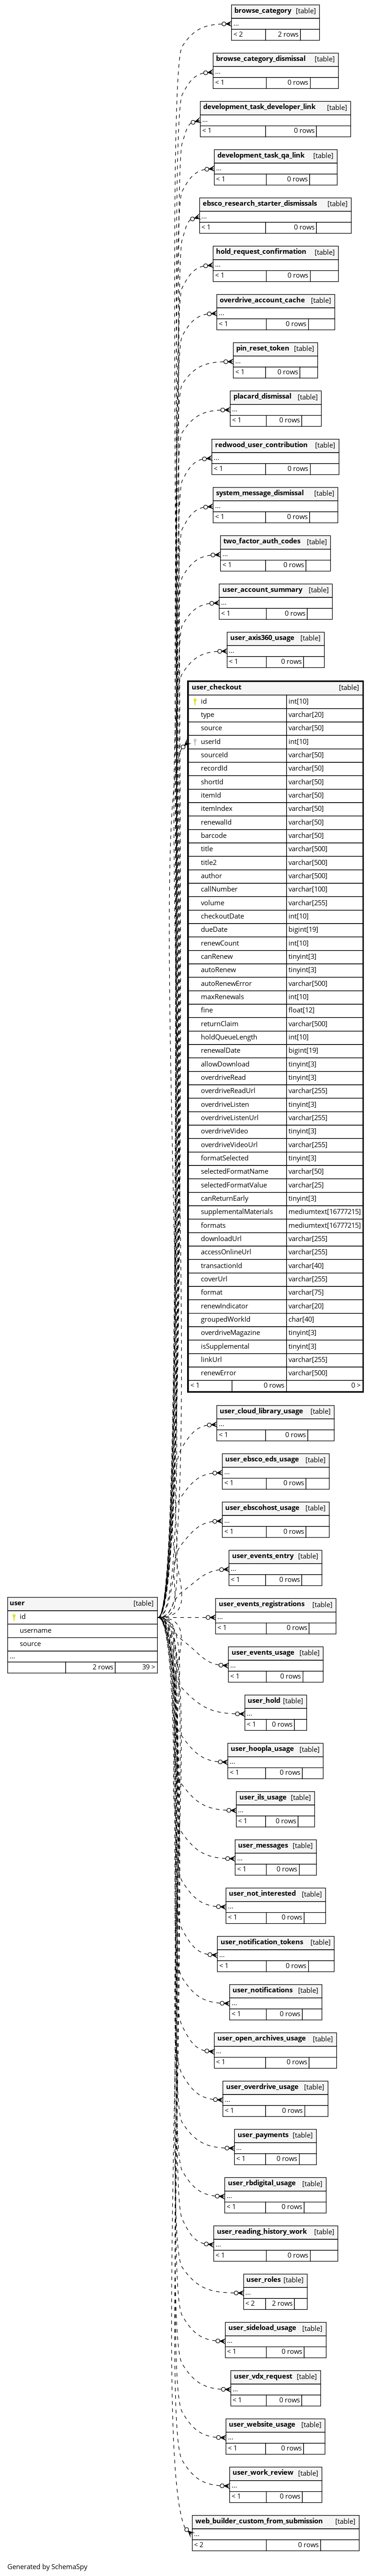 browse_category [table]
...
< 2 2 rows
browse_category_dismissal [table]
...
< 1 0 rows
development_task_developer_link [table]
...
< 1 0 rows
development_task_qa_link [table]
...
< 1 0 rows
ebsco_research_starter_dismissals [table]
...
< 1 0 rows
hold_request_confirmation [table]
...
< 1 0 rows
overdrive_account_cache [table]
...
< 1 0 rows
pin_reset_token [table]
...
< 1 0 rows
placard_dismissal [table]
...
< 1 0 rows
redwood_user_contribution [table]
...
< 1 0 rows
system_message_dismissal [table]
...
< 1 0 rows
two_factor_auth_codes [table]
...
< 1 0 rows
user_account_summary [table]
...
< 1 0 rows
user_axis360_usage [table]
...
< 1 0 rows
user_checkout [table]
id int[10]
type varchar[20]
source varchar[50]
userId int[10]
sourceId varchar[50]
recordId varchar[50]
shortId varchar[50]
itemId varchar[50]
itemIndex varchar[50]
renewalId varchar[50]
barcode varchar[50]
title varchar[500]
title2 varchar[500]
author varchar[500]
callNumber varchar[100]
volume varchar[255]
checkoutDate int[10]
dueDate bigint[19]
renewCount int[10]
canRenew tinyint[3]
autoRenew tinyint[3]
autoRenewError varchar[500]
maxRenewals int[10]
fine float[12]
returnClaim varchar[500]
holdQueueLength int[10]
renewalDate bigint[19]
allowDownload tinyint[3]
overdriveRead tinyint[3]
overdriveReadUrl varchar[255]
overdriveListen tinyint[3]
overdriveListenUrl varchar[255]
overdriveVideo tinyint[3]
overdriveVideoUrl varchar[255]
formatSelected tinyint[3]
selectedFormatName varchar[50]
selectedFormatValue varchar[25]
canReturnEarly tinyint[3]
supplementalMaterials mediumtext[16777215]
formats mediumtext[16777215]
downloadUrl varchar[255]
accessOnlineUrl varchar[255]
transactionId varchar[40]
coverUrl varchar[255]
format varchar[75]
renewIndicator varchar[20]
groupedWorkId char[40]
overdriveMagazine tinyint[3]
isSupplemental tinyint[3]
linkUrl varchar[255]
renewError varchar[500]
< 1 0 rows 0 >
user_cloud_library_usage [table]
...
< 1 0 rows
user_ebsco_eds_usage [table]
...
< 1 0 rows
user_ebscohost_usage [table]
...
< 1 0 rows
user_events_entry [table]
...
< 1 0 rows
user [table]
id
username
source
...
2 rows 39 >
user_events_registrations [table]
...
< 1 0 rows
user_events_usage [table]
...
< 1 0 rows
user_hold [table]
...
< 1 0 rows
user_hoopla_usage [table]
...
< 1 0 rows
user_ils_usage [table]
...
< 1 0 rows
user_messages [table]
...
< 1 0 rows
user_not_interested [table]
...
< 1 0 rows
user_notification_tokens [table]
...
< 1 0 rows
user_notifications [table]
...
< 1 0 rows
user_open_archives_usage [table]
...
< 1 0 rows
user_overdrive_usage [table]
...
< 1 0 rows
user_payments [table]
...
< 1 0 rows
user_rbdigital_usage [table]
...
< 1 0 rows
user_reading_history_work [table]
...
< 1 0 rows
user_roles [table]
...
< 2 2 rows
user_sideload_usage [table]
...
< 1 0 rows
user_vdx_request [table]
...
< 1 0 rows
user_website_usage [table]
...
< 1 0 rows
user_work_review [table]
...
< 1 0 rows
web_builder_custom_from_submission [table]
...
< 2 0 rows
Generated by SchemaSpy